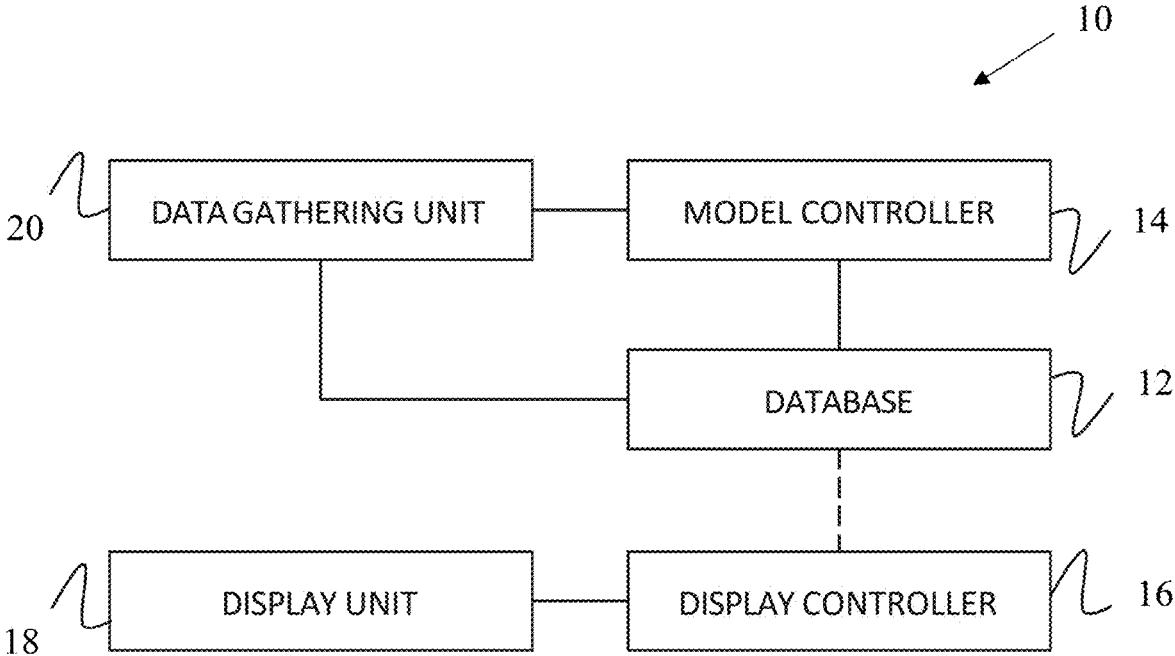 10
DATA GATHERING UNIT
MODEL CONTROLLER
20
14
DATABASE
12
DISPLAY UNIT
DISPLAY CONTROLLER
18
16